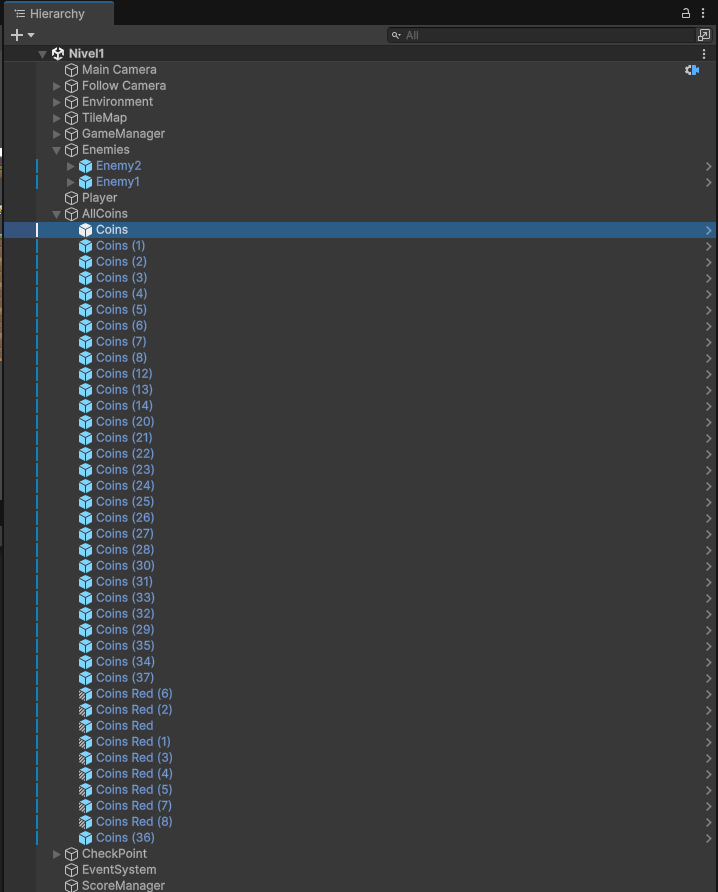 Hierarchy
All
Nivel1
Main Camera
Follow Camera
Environment
TileMap
GameManager
Enemies
Enemy2
Enemy1
Player
AllCoins
Coins
Coins (1)
Coins (2)
Coins (3)
Coins (4)
Coins (5)
Coins (6)
Coins (7)
Coins (8)
Coins (12)
Coins (13)
Coins (14)
Coins (20)
Coins (21)
Coins (22)
Coins (23)
Coins (24)
Coins (25)
Coins (26)
Coins (27)
Coins (28)
Coins (30)
Coins (31)
Coins (33)
Coins (32)
Coins (29)
Coins (35)
Coins (34)
Coins (37)
Coins Red (6)
Coins Red (2)
Coins Red
Coins Red (1)
Coins Red (3)
Coins Red (4)
Coins Red (5)
Coins Red (7)
Coins Red (8)
Coins (36)
CheckPoint
EventSystem
ScoreManager